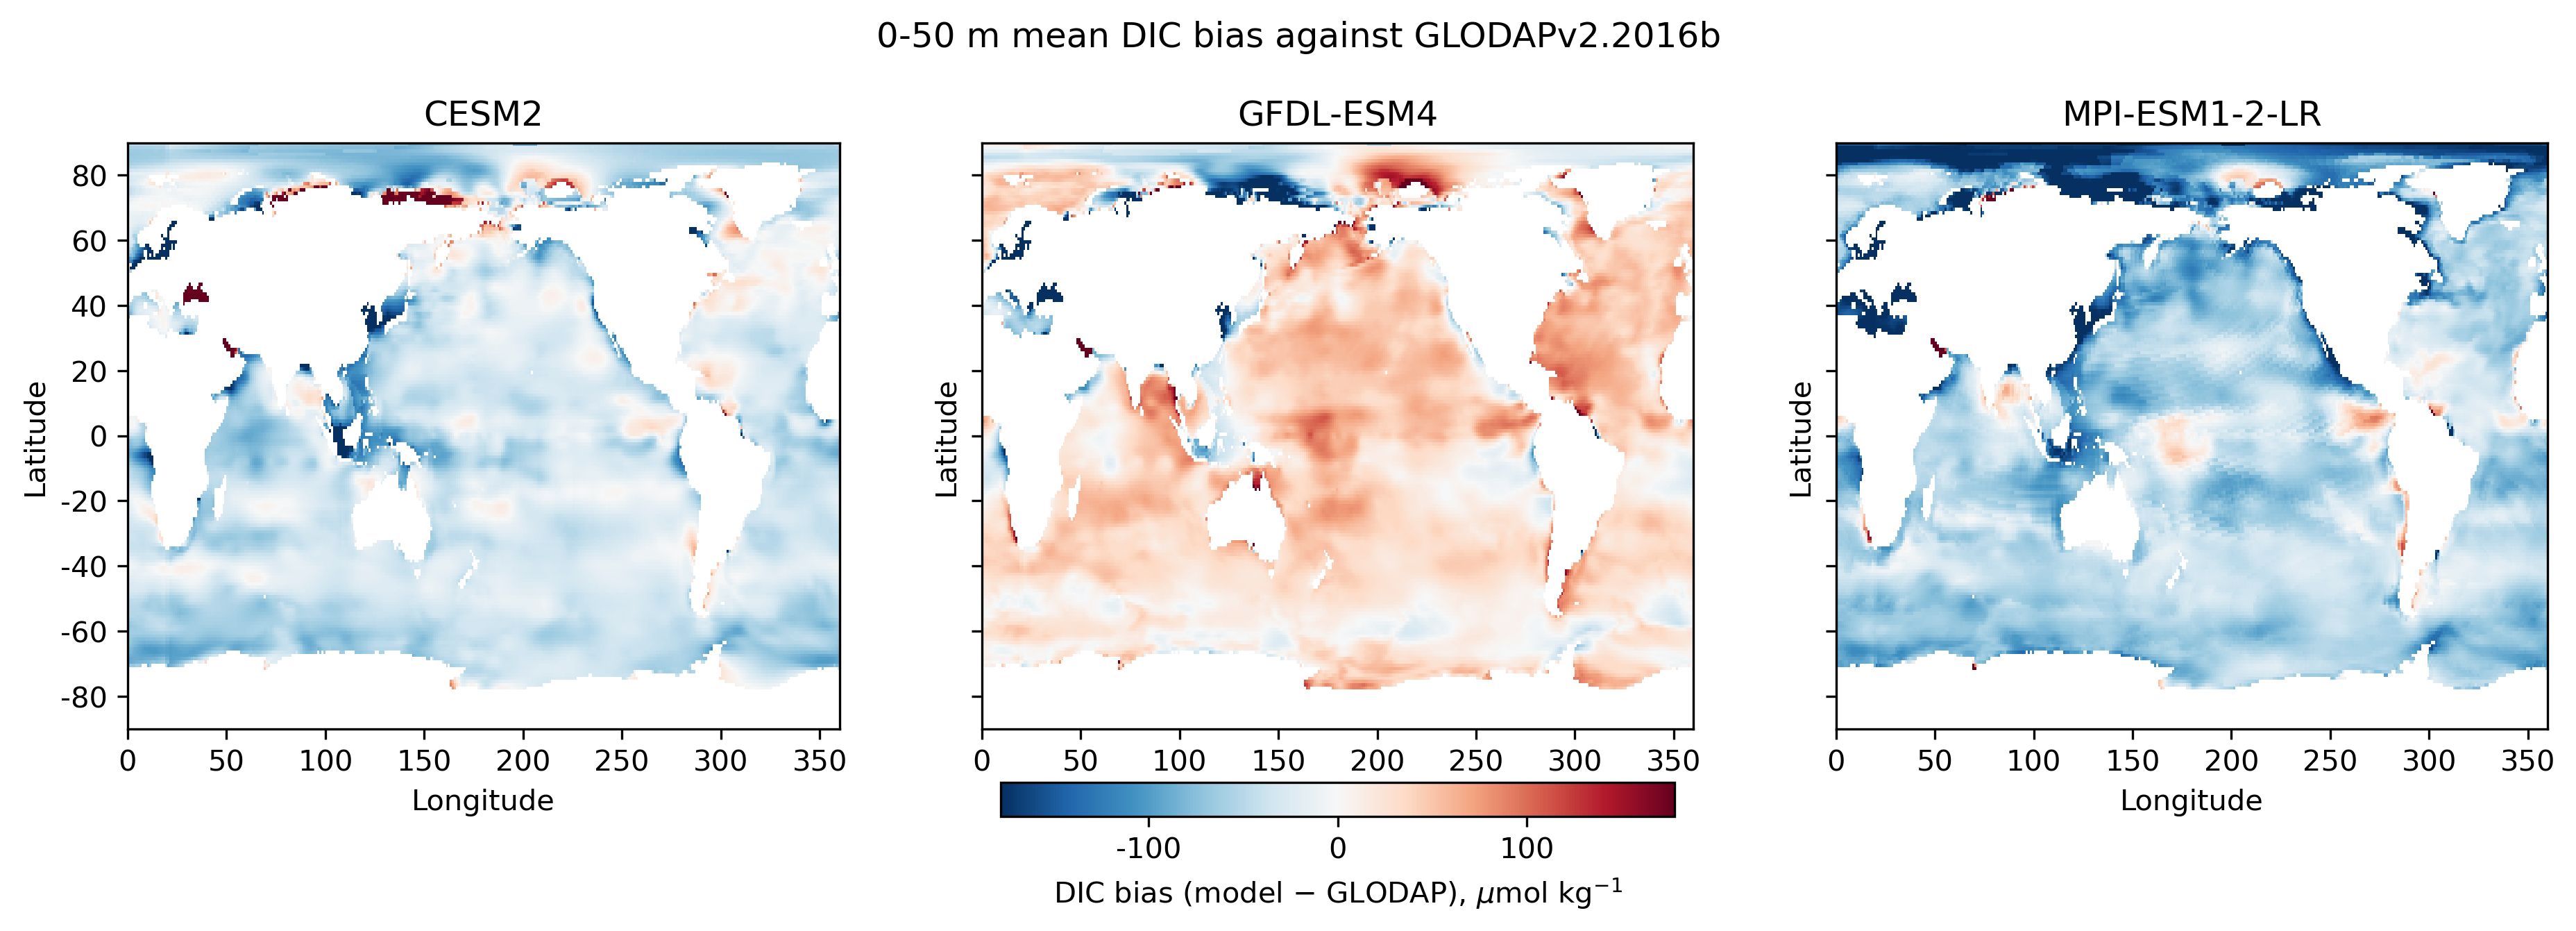 0-50 m mean DIC bias against GLODAPv2.2016b
CESM2
GFDL-ESM4
MPI-ESM1-2-LR
Latitude
80
60
40
20
0
-20
-40
-60
-80
0 50 100 150 200 250 300 350
Longitude
Latitude
0 50 100 150 200 250 300 350
Latitude
0 50 100 150 200 250 300 350
Longitude
-100 0 100
DIC bias (model − GLODAP), μmol kg⁻¹